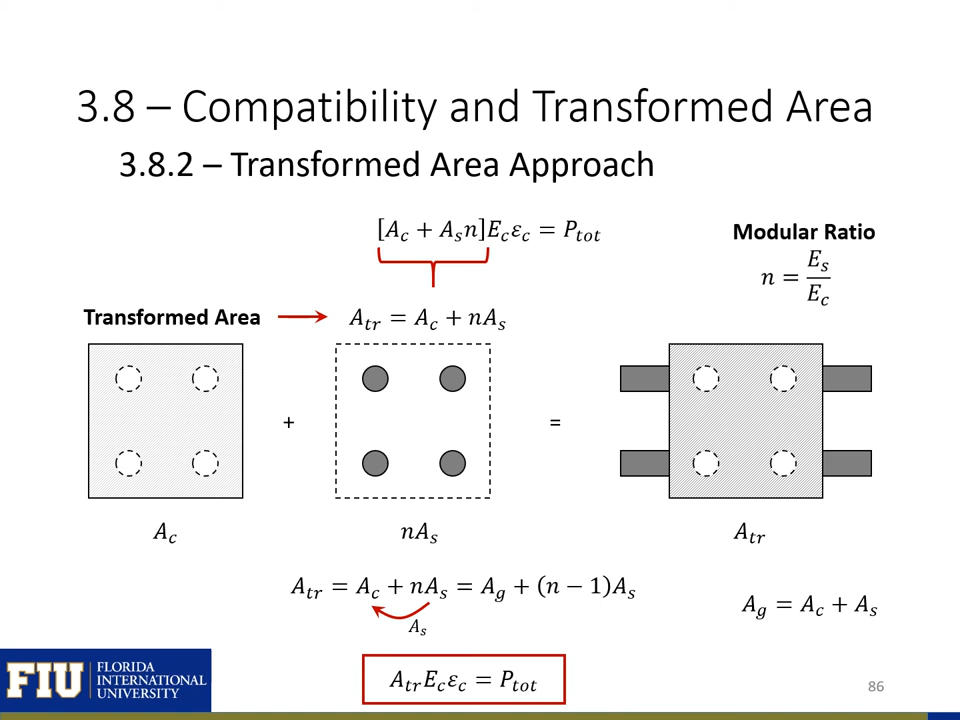 3.8 – Compatibility and Transformed Area
3.8.2 – Transformed Area Approach
[A_c + A_s n]E_c ε_c = P_tot
Modular Ratio
n = E_s / E_c
Transformed Area
A_tr = A_c + nA_s
+
=
A_c
nA_s
A_tr
A_tr = A_c + nA_s = A_g + (n − 1)A_s
A_s
A_g = A_c + A_s
A_tr E_c ε_c = P_tot
FIU
FLORIDA
INTERNATIONAL
UNIVERSITY
86